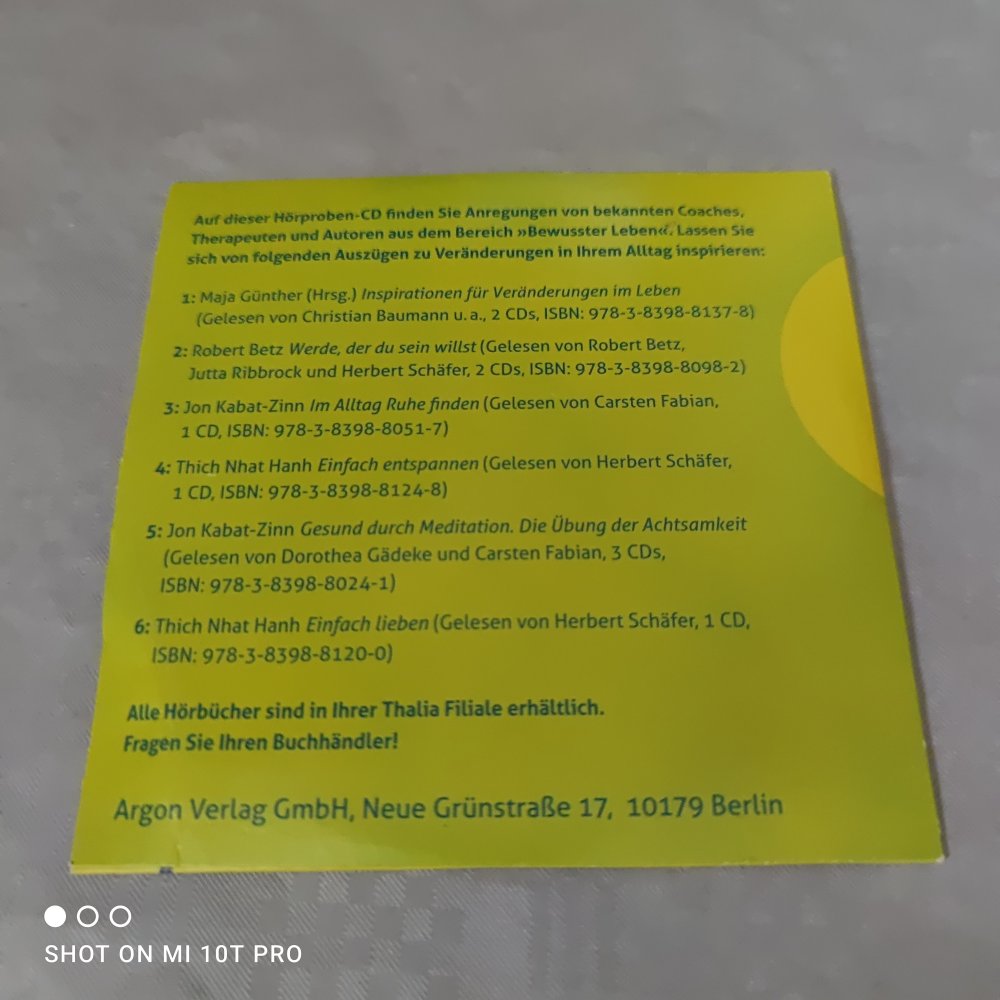 Auf dieser Hörproben-CD finden Sie Anregungen von bekannten Coaches,
Therapeuten und Autoren aus dem Bereich »Bewusster Leben«. Lassen Sie
sich von folgenden Auszügen zu Veränderungen in Ihrem Alltag inspirieren:
1: Maja Günther (Hrsg.) Inspirationen für Veränderungen im Leben
(Gelesen von Christian Baumann u. a., 2 CDs, ISBN: 978-3-8398-8137-8)
2: Robert Betz Werde, der du sein willst (Gelesen von Robert Betz,
Jutta Ribbrock und Herbert Schäfer, 2 CDs, ISBN: 978-3-8398-8098-2)
3: Jon Kabat-Zinn Im Alltag Ruhe finden (Gelesen von Carsten Fabian,
1 CD, ISBN: 978-3-8398-8051-7)
4: Thich Nhat Hanh Einfach entspannen (Gelesen von Herbert Schäfer,
1 CD, ISBN: 978-3-8398-8124-8)
5: Jon Kabat-Zinn Gesund durch Meditation. Die Übung der Achtsamkeit
(Gelesen von Dorothea Gädeke und Carsten Fabian, 3 CDs,
ISBN: 978-3-8398-8024-1)
6: Thich Nhat Hanh Einfach lieben (Gelesen von Herbert Schäfer, 1 CD,
ISBN: 978-3-8398-8120-0)
Alle Hörbücher sind in Ihrer Thalia Filiale erhältlich.
Fragen Sie Ihren Buchhändler!
Argon Verlag GmbH, Neue Grünstraße 17, 10179 Berlin
SHOT ON MI 10T PRO